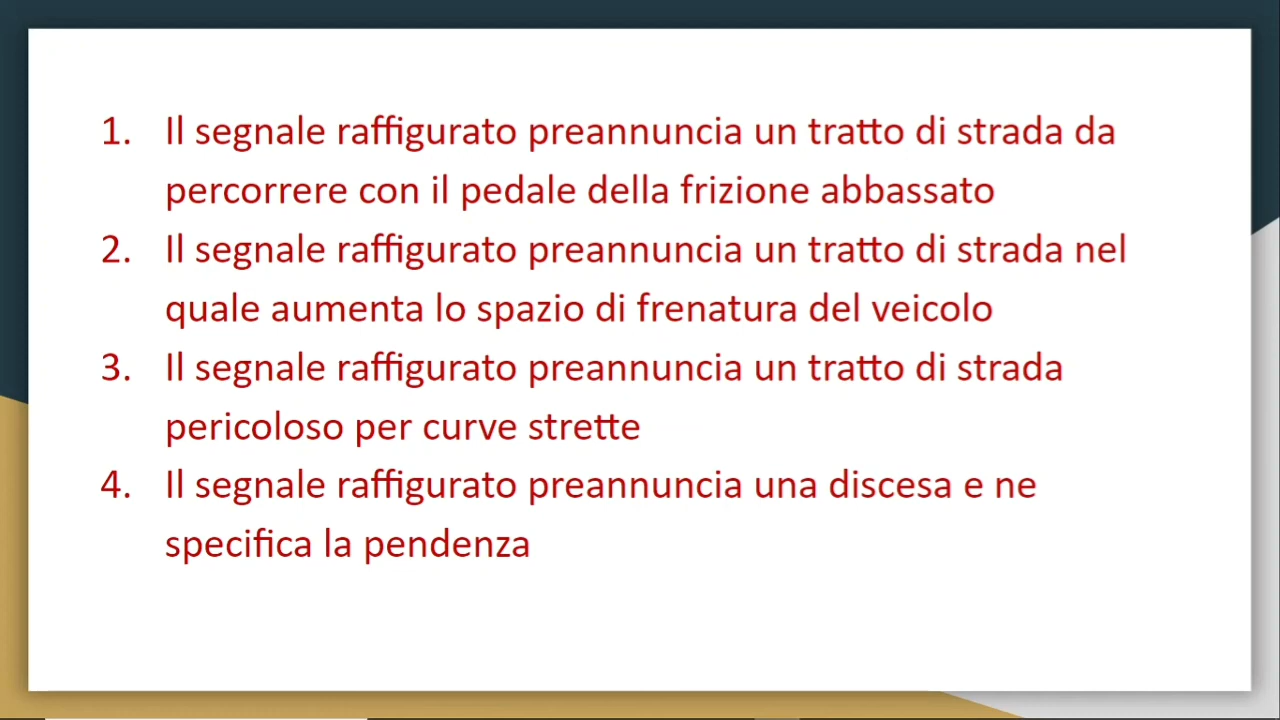 1. Il segnale raffigurato preannuncia un tratto di strada da
percorrere con il pedale della frizione abbassato
2. Il segnale raffigurato preannuncia un tratto di strada nel
quale aumenta lo spazio di frenatura del veicolo
3. Il segnale raffigurato preannuncia un tratto di strada
pericoloso per curve strette
4. Il segnale raffigurato preannuncia una discesa e ne
specifica la pendenza